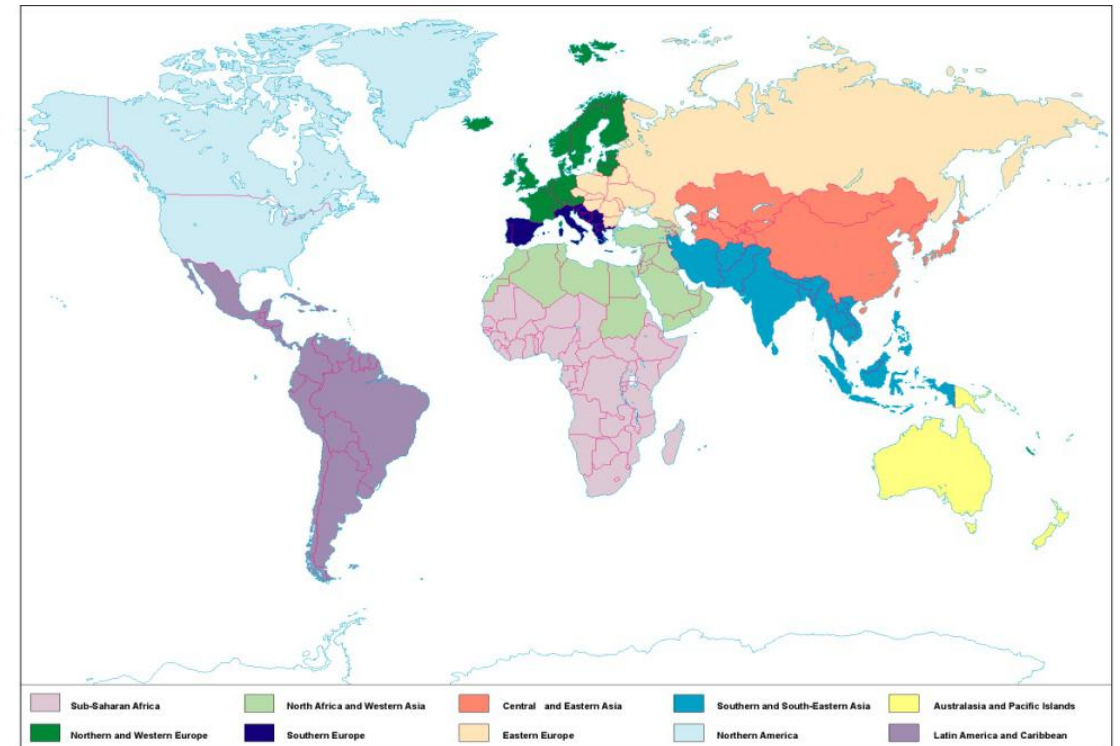 Sub-Saharan Africa
North Africa and Western Asia
Central and Eastern Asia
Southern and South-Eastern Asia
Australasia and Pacific Islands
Northern and Western Europe
Southern Europe
Eastern Europe
Northern America
Latin America and Caribbean